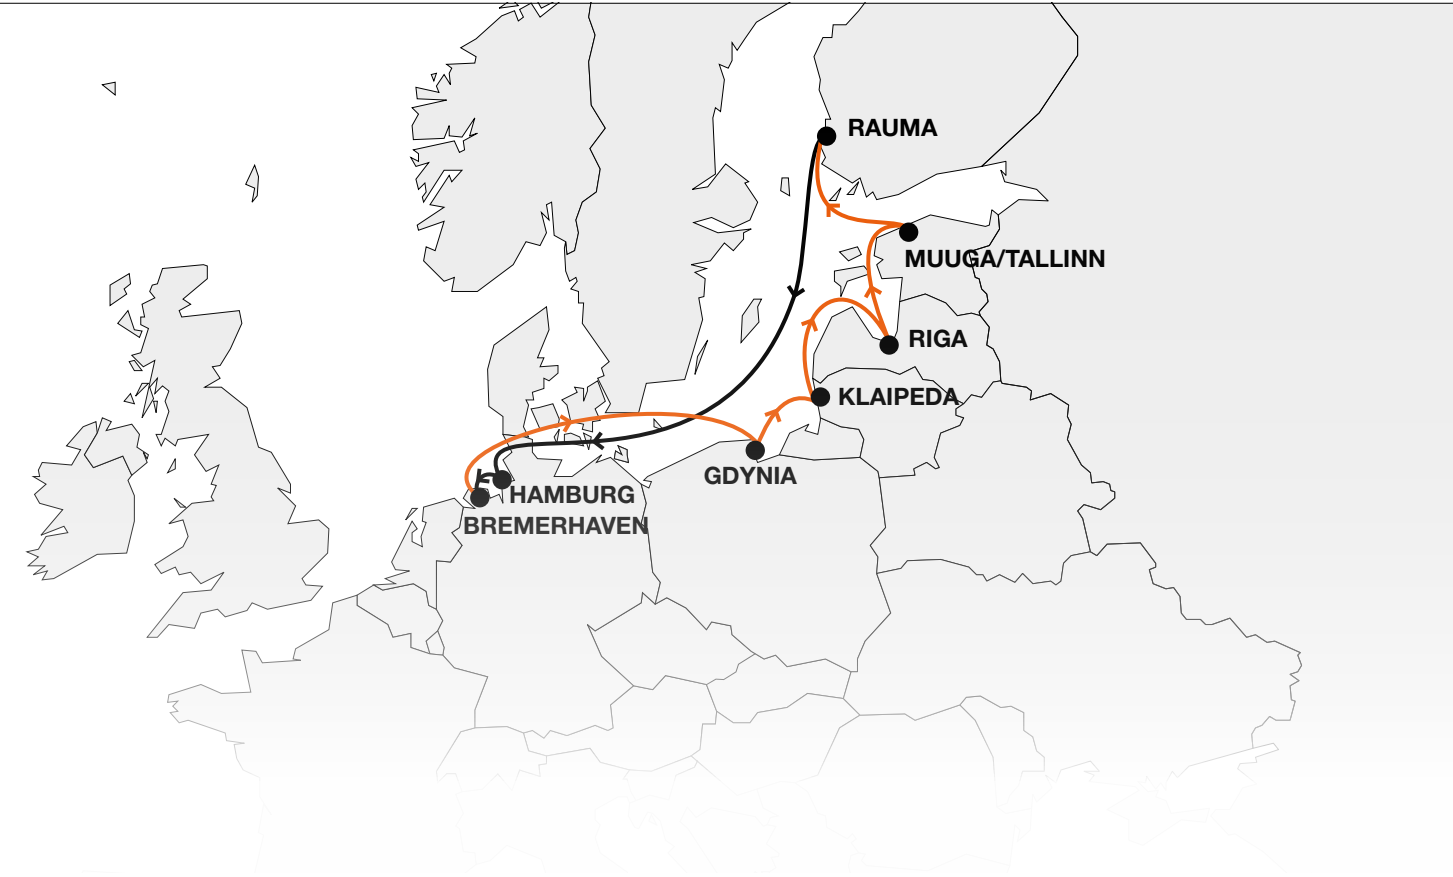 RAUMA
MUUGA/TALLINN
RIGA
KLAIPEDA
GDYNIA
HAMBURG
BREMERHAVEN